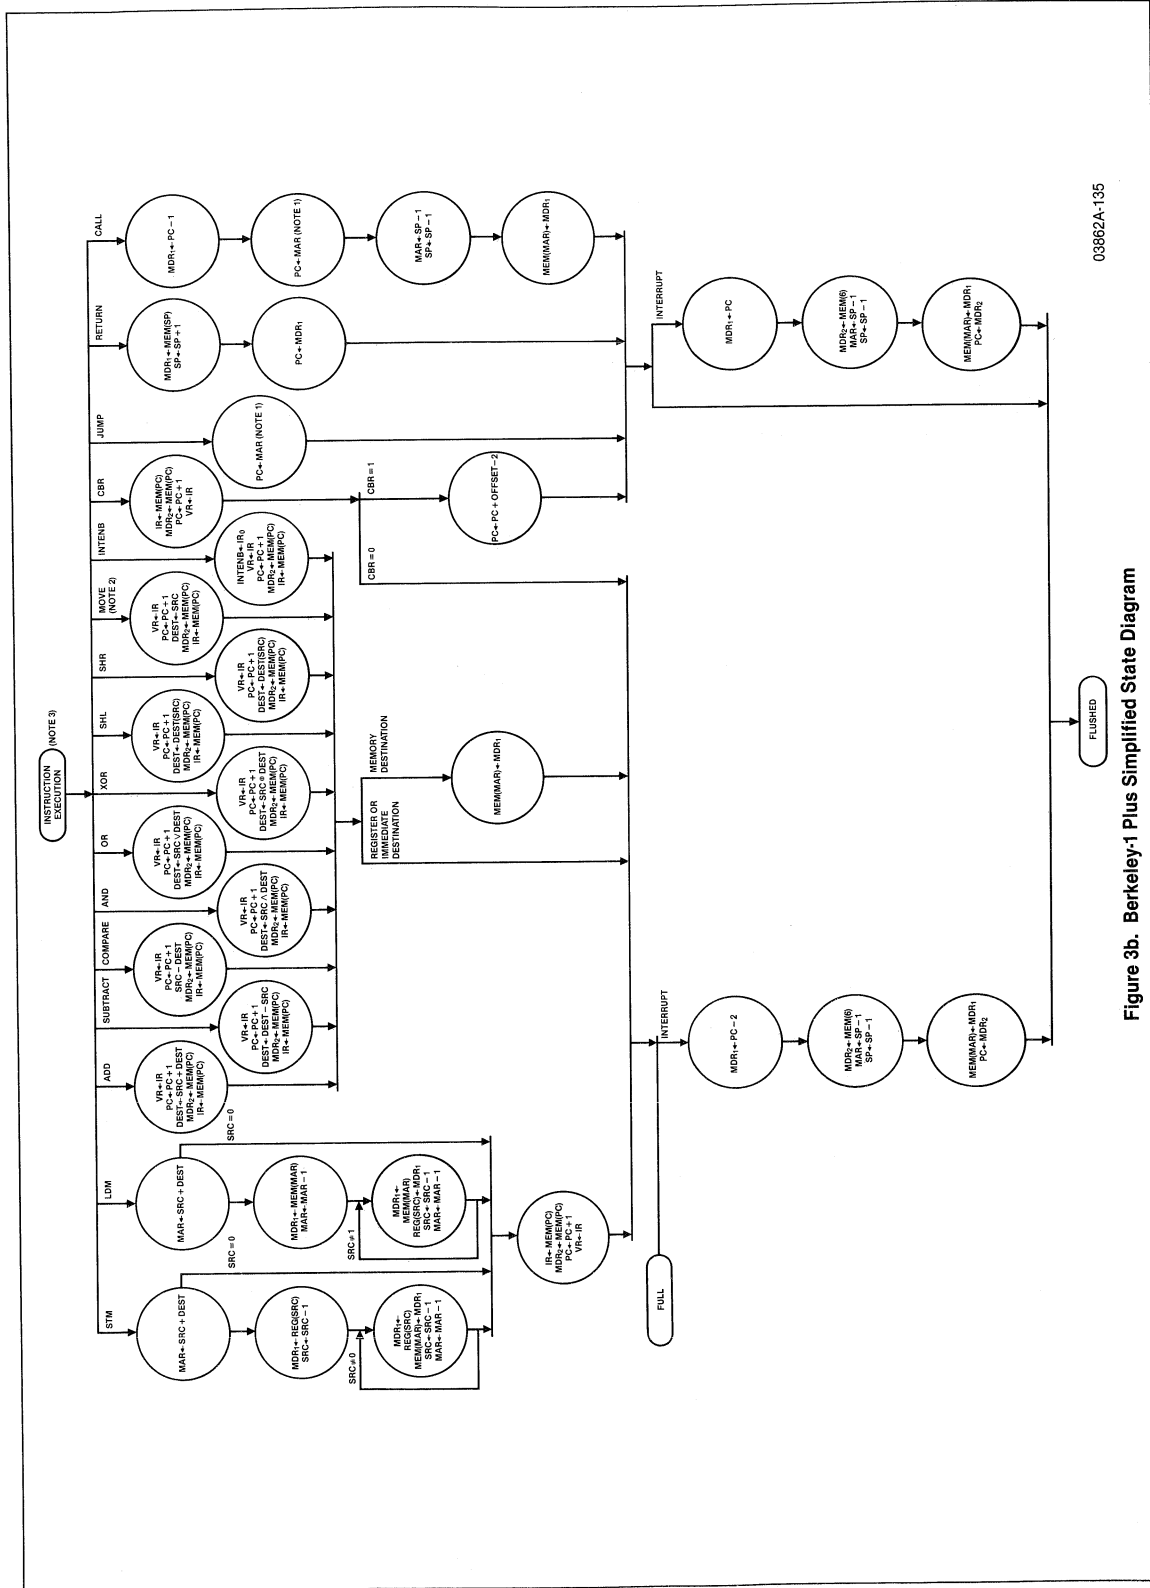 INSTRUCTION
EXECUTION
(NOTE 3)
STM
LDM
ADD
SUBTRACT
COMPARE
AND
OR
XOR
SHL
SHR
MOVE
(NOTE 2)
INTENB
CBR
JUMP
RETURN
CALL
MAR←SRC+DEST
SRC=0
MDR₁←REG(SRC)
SRC←SRC−1
SRC≠0
MDR₁←
REG(SRC)
MEM(MAR)←MDR₁
SRC←SRC−1
MAR←MAR−1
MAR←SRC+DEST
SRC=0
MDR₁←MEM(MAR)
MAR←MAR−1
SRC≠1
MDR₁←
MEM(MAR)
REG(SRC)←MDR₁
SRC←SRC−1
MAR←MAR−1
IR←MEM(PC)
MDR₂←MEM(PC)
PC←PC+1
VR←IR
VR←IR
PC←PC+1
DEST←SRC+DEST
MDR₂←MEM(PC)
IR←MEM(PC)
VR←IR
PC←PC+1
DEST←DEST−SRC
MDR₂←MEM(PC)
IR←MEM(PC)
VR←IR
PC←PC+1
SRC−DEST
MDR₂←MEM(PC)
IR←MEM(PC)
VR←IR
PC←PC+1
DEST←SRC∧DEST
MDR₂←MEM(PC)
IR←MEM(PC)
VR←IR
PC←PC+1
DEST←SRC∨DEST
MDR₂←MEM(PC)
IR←MEM(PC)
VR←IR
PC←PC+1
DEST←SRC⊕DEST
MDR₂←MEM(PC)
IR←MEM(PC)
VR←IR
PC←PC+1
DEST←DEST(SRC)
MDR₂←MEM(PC)
IR←MEM(PC)
VR←IR
PC←PC+1
DEST←DEST(SRC)
MDR₂←MEM(PC)
IR←MEM(PC)
VR←IR
PC←PC+1
DEST←SRC
MDR₂←MEM(PC)
IR←MEM(PC)
INTENB←IR₀
VR←IR
PC←PC+1
MDR₂←MEM(PC)
IR←MEM(PC)
IR←MEM(PC)
MDR₂←MEM(PC)
PC←PC+1
VR←IR
PC←MAR (NOTE 1)
MDR₁←MEM(SP)
SP←SP+1
PC←MDR₁
MDR₁←PC−1
PC←MAR (NOTE 1)
MAR←SP−1
SP←SP−1
MEM(MAR)←MDR₁
REGISTER OR
IMMEDIATE
DESTINATION
MEMORY
DESTINATION
MEM(MAR)←MDR₁
CBR=0
CBR=1
PC←PC+OFFSET−2
FULL
INTERRUPT
MDR₁←PC−2
MDR₂←MEM(6)
MAR←SP−1
SP←SP−1
MEM(MAR)←MDR₁
PC←MDR₂
INTERRUPT
MDR₁←PC
MDR₂←MEM(6)
MAR←SP−1
SP←SP−1
MEM(MAR)←MDR₁
PC←MDR₂
FLUSHED
03862A-135
Figure 3b. Berkeley-1 Plus Simplified State Diagram